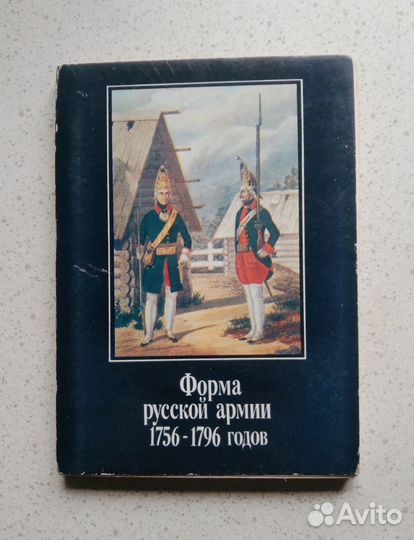 Форма
русской армии
1756-1796 годов
Avito